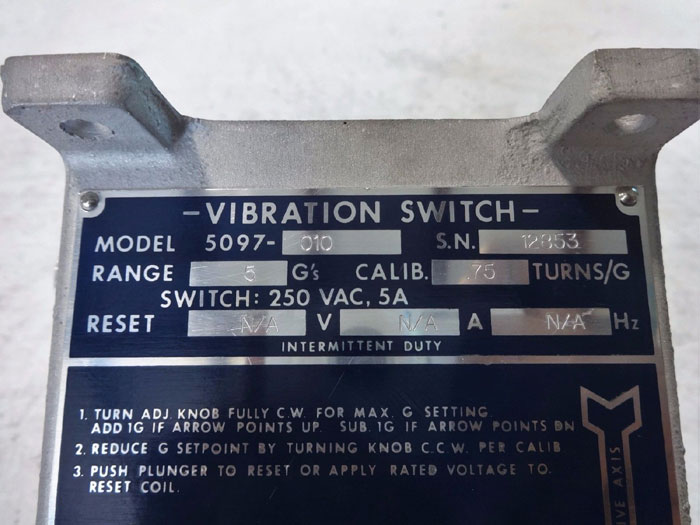 -VIBRATION SWITCH-
MODEL 5097- 010 S.N. 12853
RANGE 5 G's CALIB. .75 TURNS/G
SWITCH: 250 VAC, 5A
RESET N/A V N/A A N/A Hz
INTERMITTENT DUTY
1. TURN ADJ. KNOB FULLY C.W. FOR MAX. G SETTING.
ADD 1G IF ARROW POINTS UP. SUB. 1G IF ARROW POINTS DN
2. REDUCE G SETPOINT BY TURNING KNOB C.C.W. PER CALIB
3. PUSH PLUNGER TO RESET OR APPLY RATED VOLTAGE TO
RESET COIL.
AXIS